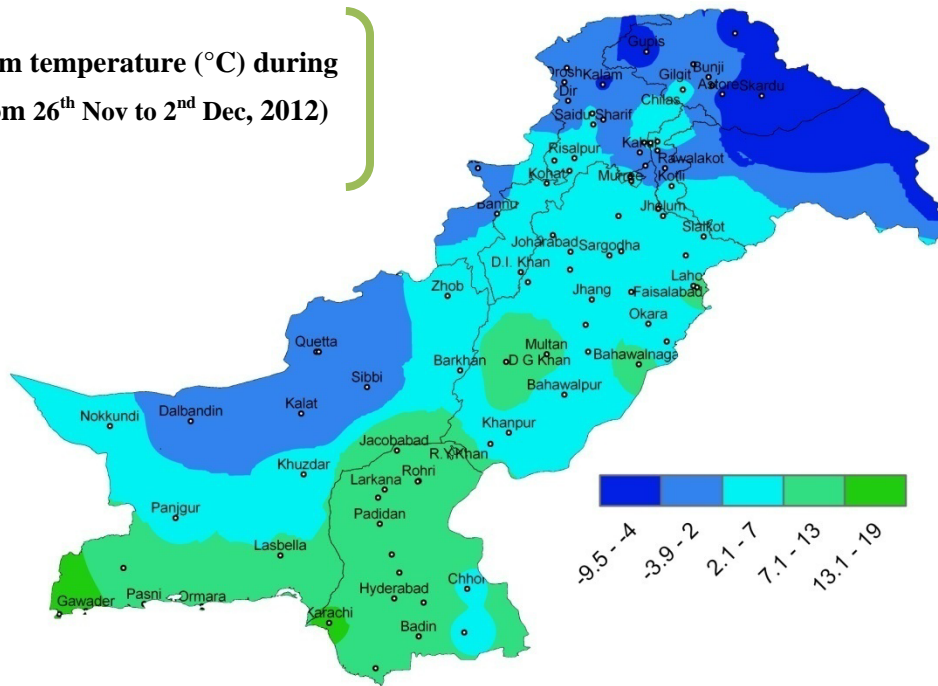 m temperature (°C) during
om 26th Nov to 2nd Dec, 2012)
Gupis
Gilgit
Bunji
Drosh
Kalam
Astore
Skardu
Dir
Chilas
Saidu Sharif
Kakul
Risalpur
Rawalakot
Kohat
Murree
Kotli
Bannu
Jhelum
Sialkot
Joharabad
Sargodha
D.I. Khan
Laho
Zhob
Jhang
Faisalabad
Okara
Quetta
Multan
Barkhan
D G Khan
Bahawalnaga
Sibbi
Bahawalpur
Kalat
Nokkundi
Dalbandin
Khanpur
Jacobabad
R.Y.Khan
Khuzdar
Rohri
Larkana
Panjgur
Padidan
Lasbella
Hyderabad
Chhor
Gawader
Pasni
Ormara
Karachi
Badin
-9.5 - -4
-3.9 - 2
2.1 - 7
7.1 - 13
13.1 - 19